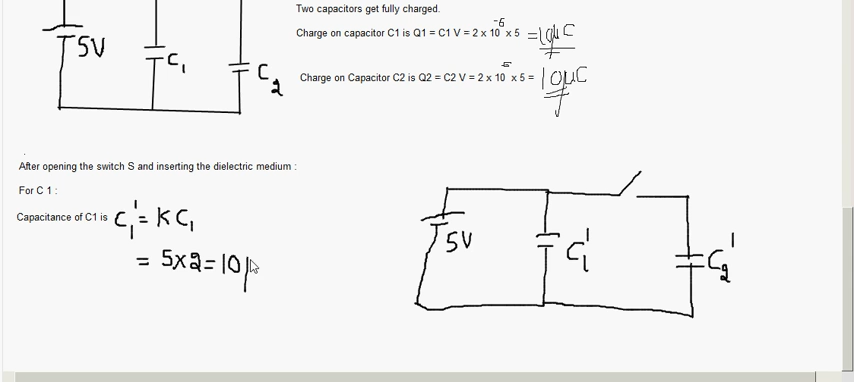 Two capacitors get fully charged.
Charge on capacitor C1 is Q1 = C1 V = 2 x 10^-6 x 5 = 10μC
5V
C1
C2
Charge on Capacitor C2 is Q2 = C2 V = 2 x 10^-6 x 5 = 10μC
After opening the switch S and inserting the dielectric medium :
For C 1 :
Capacitance of C1 is C1' = KC1
= 5x2=10μ
5V
C1'
C2'